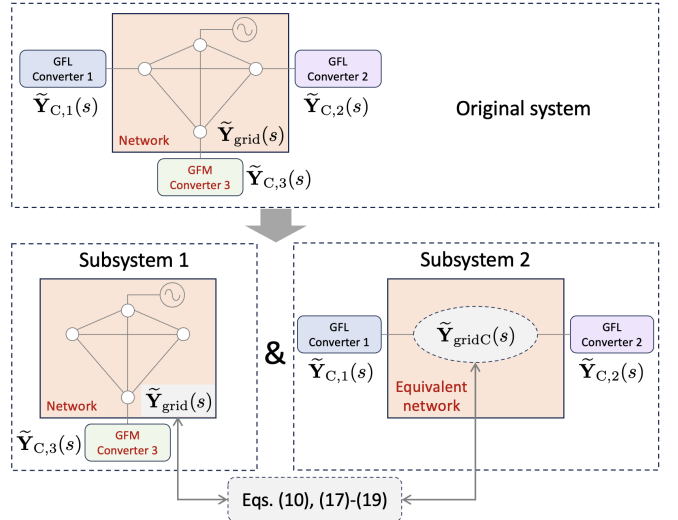 GFL
Converter 1
Ỹ_C,1(s)
GFL
Converter 2
Ỹ_C,2(s)
Original system
Network
Ỹ_grid(s)
GFM
Converter 3
Ỹ_C,3(s)
Subsystem 1
Network
Ỹ_grid(s)
Ỹ_C,3(s)
GFM
Converter 3
&
Subsystem 2
GFL
Converter 1
Ỹ_C,1(s)
Ỹ_gridC(s)
Equivalent
network
GFL
Converter 2
Ỹ_C,2(s)
Eqs. (10), (17)-(19)